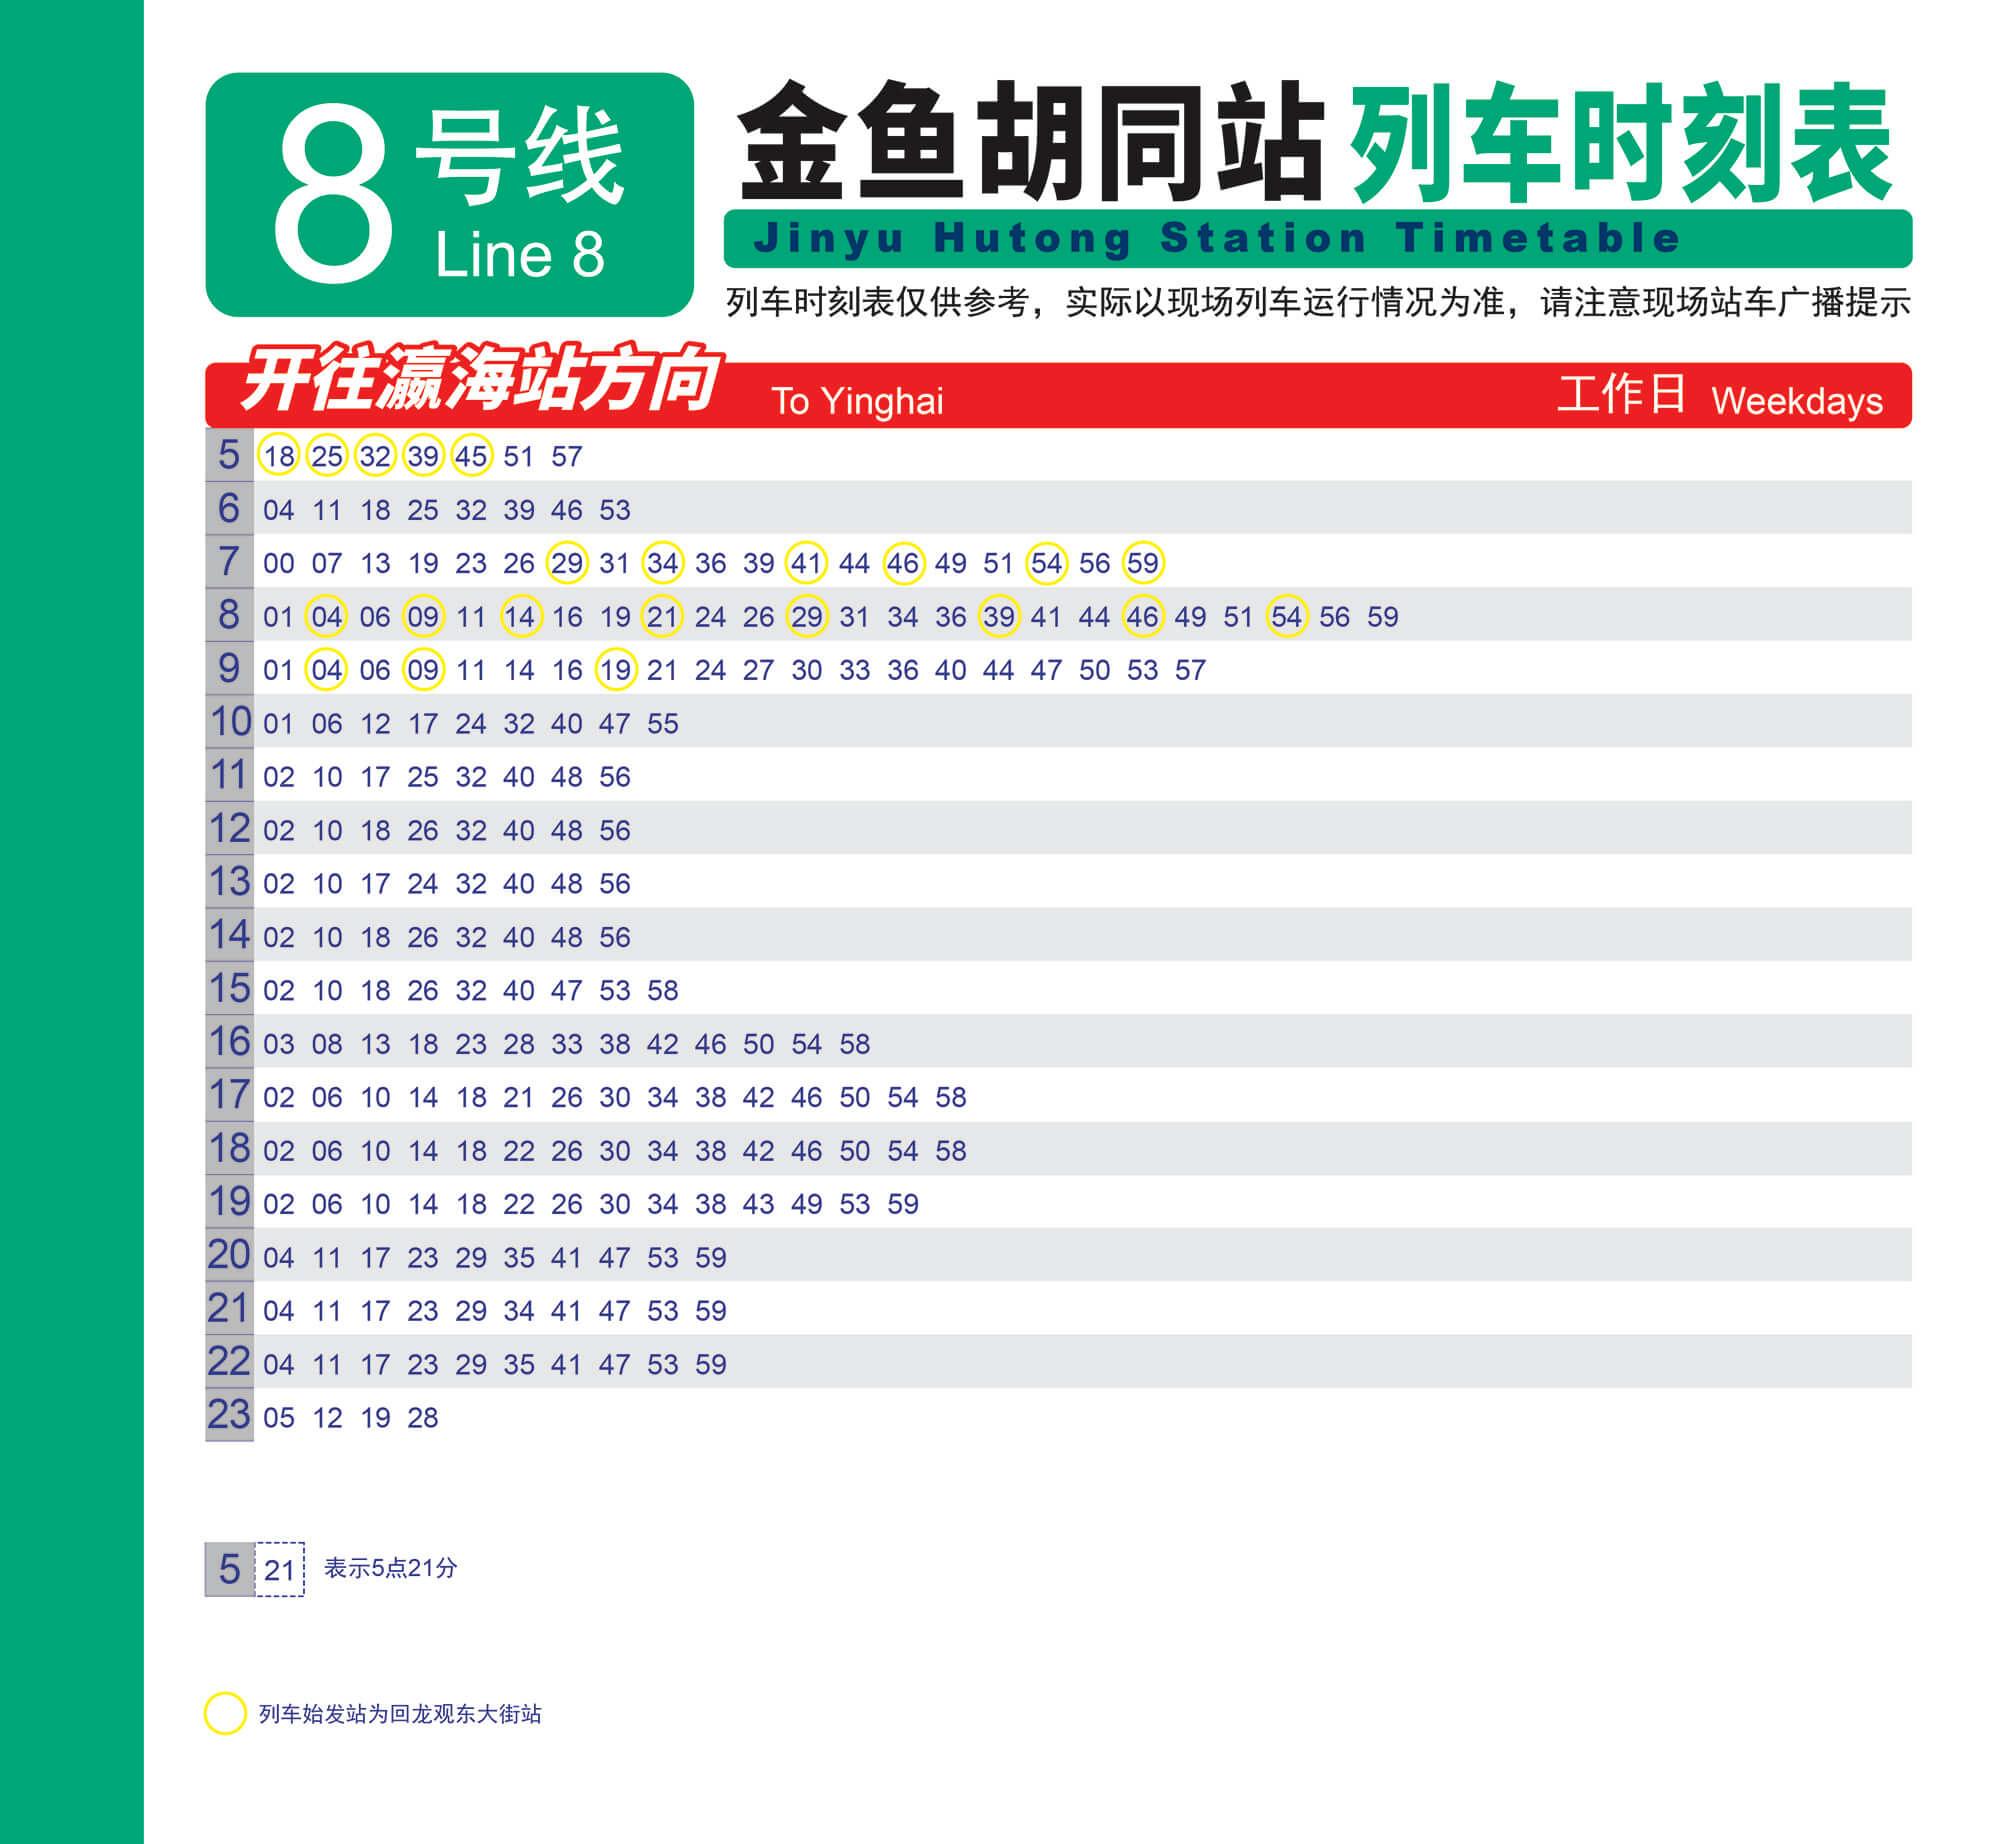 8号线
Line 8
金鱼胡同站 列车时刻表
Jinyu Hutong Station Timetable
列车时刻表仅供参考，实际以现场列车运行情况为准，请注意现场站车广播提示
开往瀛海站方向 To Yinghai 工作日 Weekdays
5 18 25 32 39 45 51 57
6 04 11 18 25 32 39 46 53
7 00 07 13 19 23 26 29 31 34 36 39 41 44 46 49 51 54 56 59
8 01 04 06 09 11 14 16 19 21 24 26 29 31 34 36 39 41 44 46 49 51 54 56 59
9 01 04 06 09 11 14 16 19 21 24 27 30 33 36 40 44 47 50 53 57
10 01 06 12 17 24 32 40 47 55
11 02 10 17 25 32 40 48 56
12 02 10 18 26 32 40 48 56
13 02 10 17 24 32 40 48 56
14 02 10 18 26 32 40 48 56
15 02 10 18 26 32 40 47 53 58
16 03 08 13 18 23 28 33 38 42 46 50 54 58
17 02 06 10 14 18 21 26 30 34 38 42 46 50 54 58
18 02 06 10 14 18 22 26 30 34 38 42 46 50 54 58
19 02 06 10 14 18 22 26 30 34 38 43 49 53 59
20 04 11 17 23 29 35 41 47 53 59
21 04 11 17 23 29 34 41 47 53 59
22 04 11 17 23 29 35 41 47 53 59
23 05 12 19 28
5 21 表示5点21分
列车始发站为回龙观东大街站